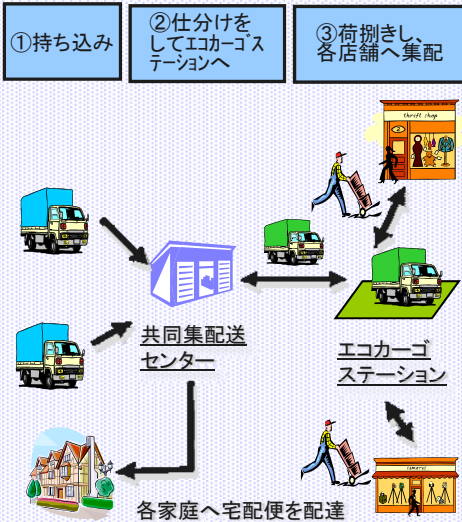 ①持ち込み
②仕分けを
してエコカーゴス
テーションへ
③荷捌きし、
各店舗へ集配
thrift shop
2
共同集配送
センター
エコカーゴ
ステーション
各家庭へ宅配便を配達